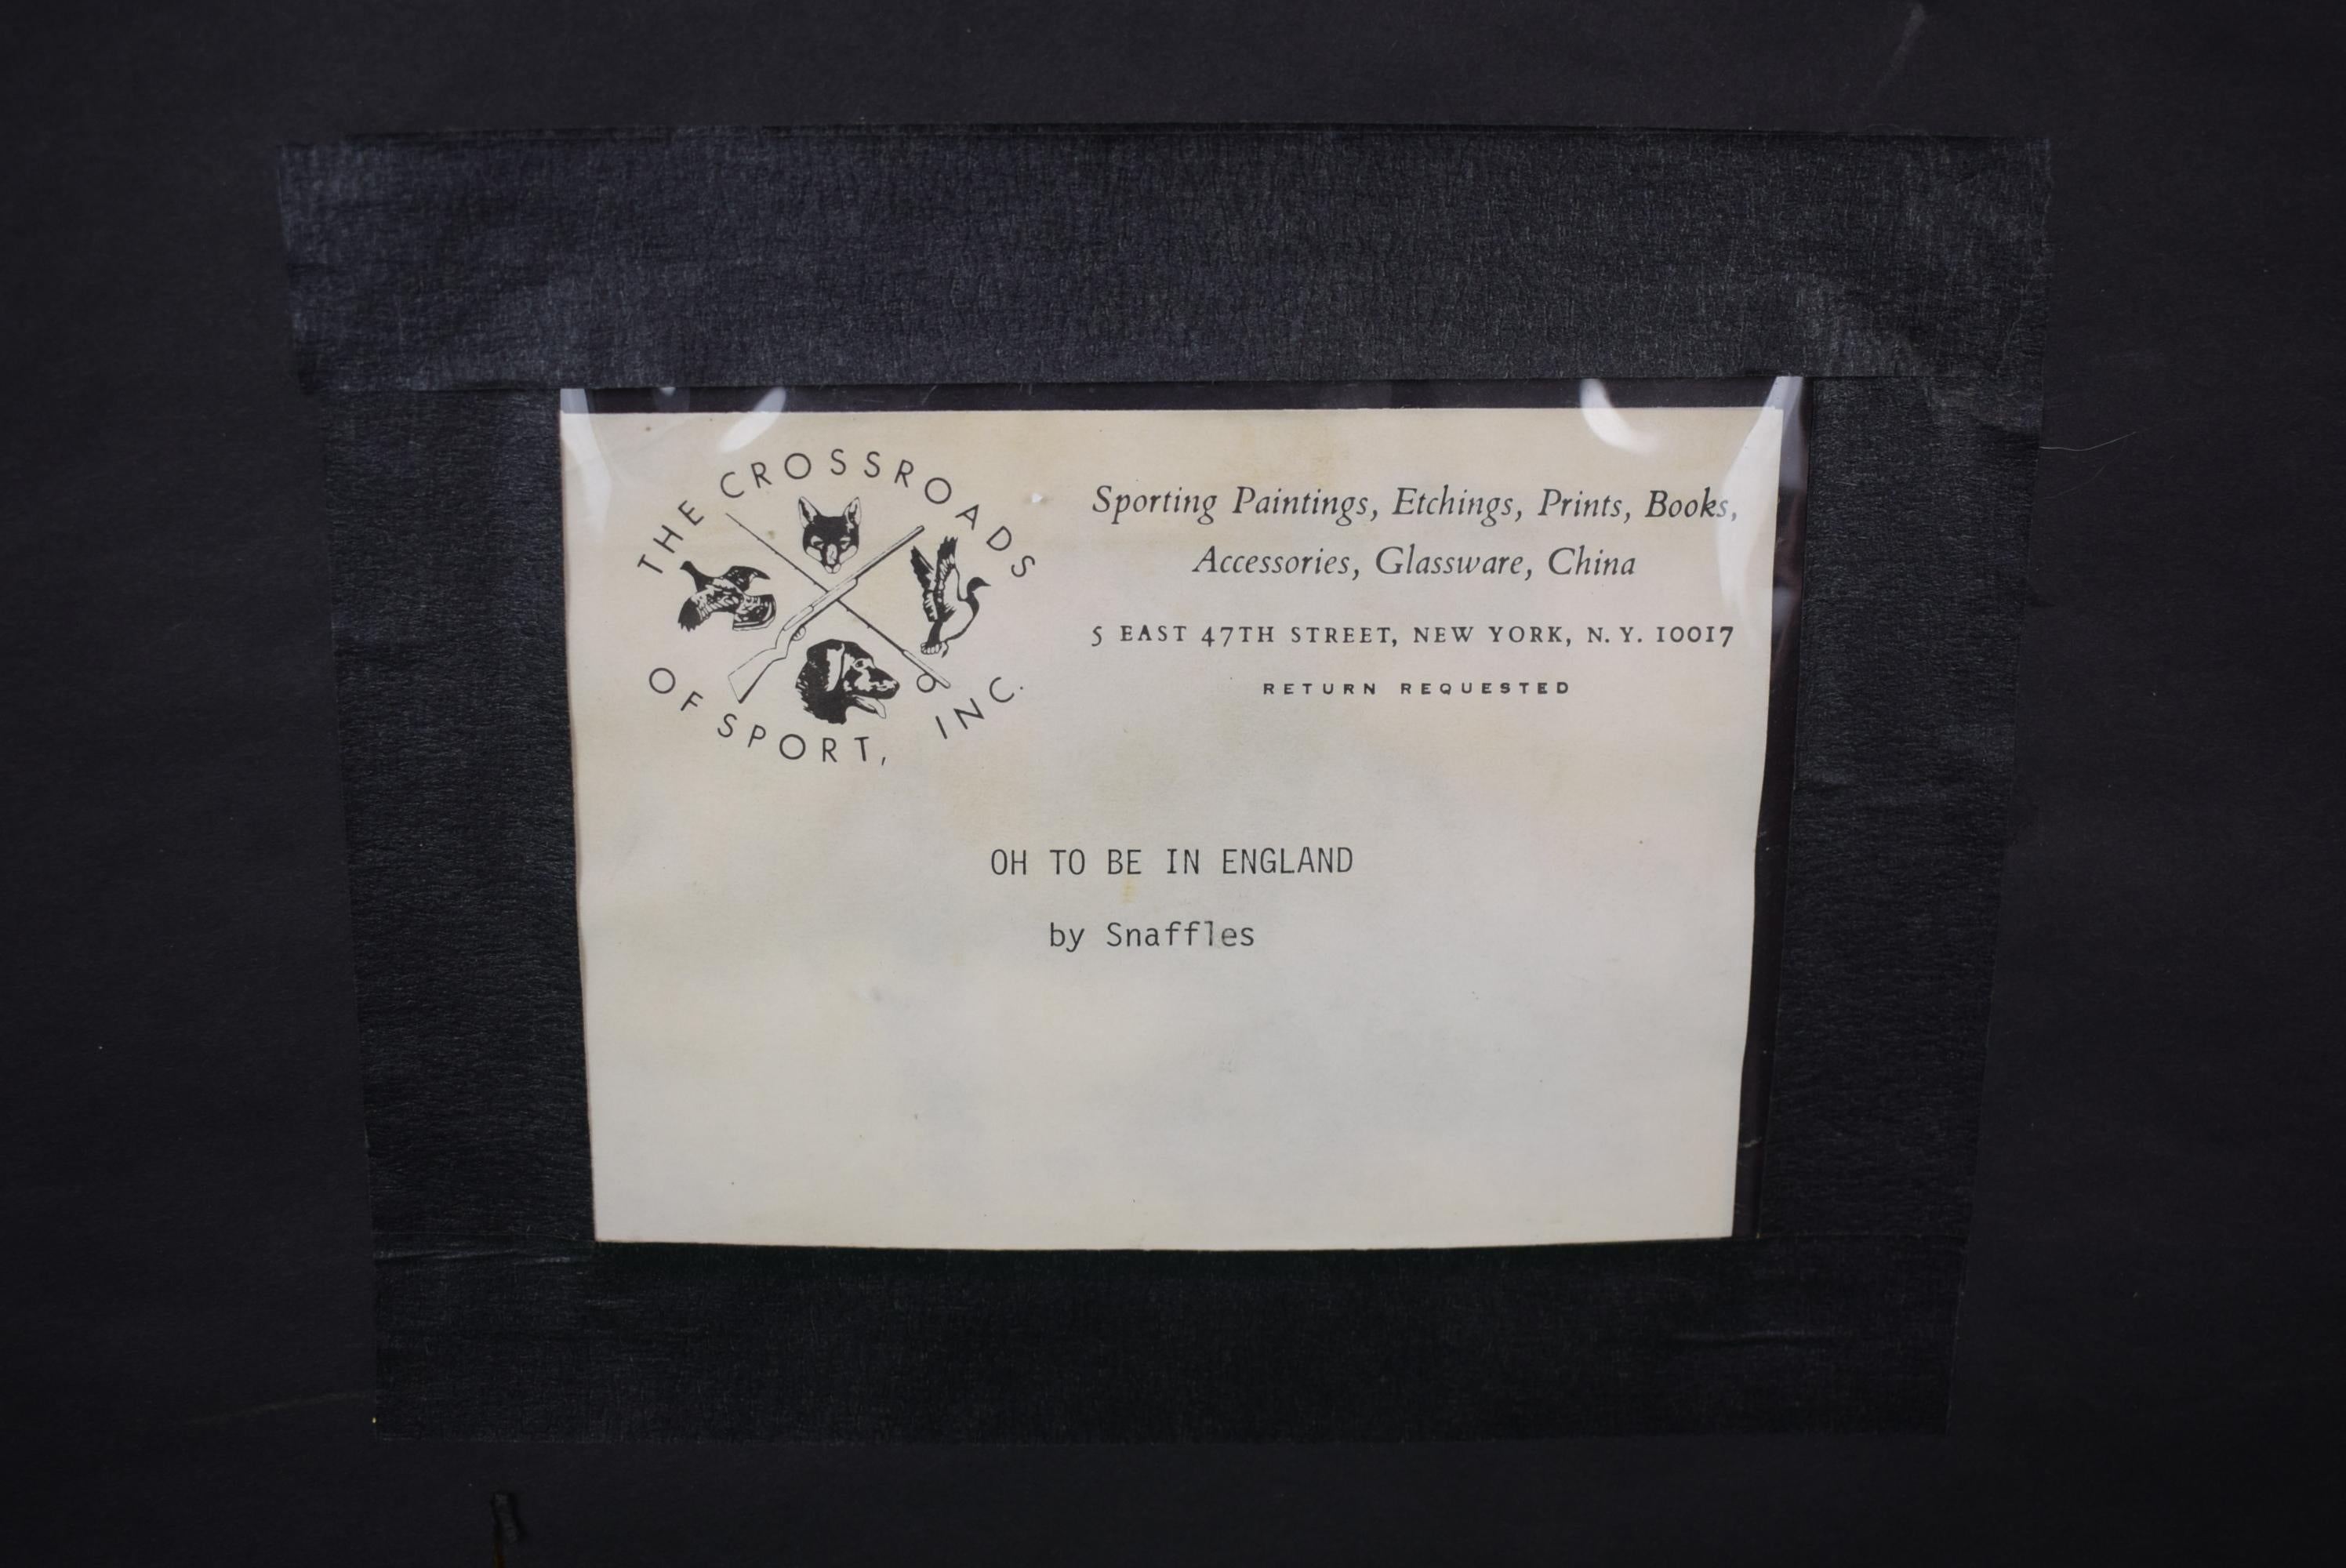 THE CROSSROADS
OF SPORT, INC.
Sporting Paintings, Etchings, Prints, Books,
Accessories, Glassware, China
5 EAST 47TH STREET, NEW YORK, N. Y. 10017
RETURN REQUESTED
OH TO BE IN ENGLAND
by Snaffles